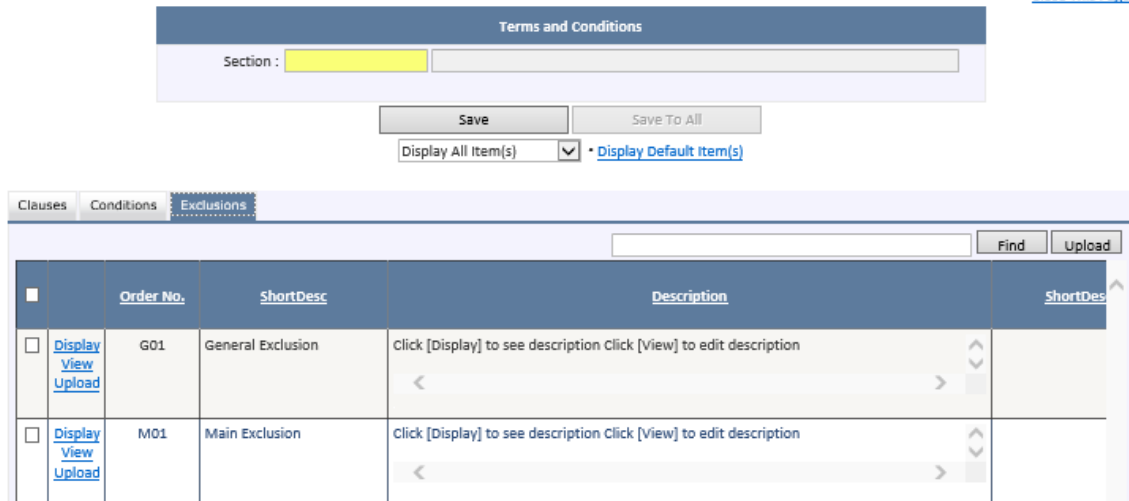 Terms and Conditions
Section :
Save
Save To All
Display All Item(s)
• Display Default Item(s)
Clauses Conditions Exclusions
Find Upload
Order No. ShortDesc Description ShortDes
Display G01 General Exclusion Click [Display] to see description Click [View] to edit description
View
Upload
Display M01 Main Exclusion Click [Display] to see description Click [View] to edit description
View
Upload